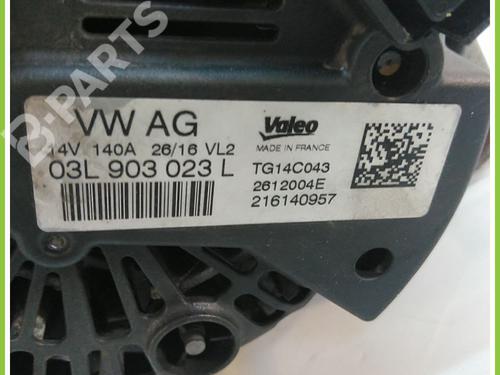 B-PARTS
VW AG
14V 140A 26/16 VL2
03L 903 023 L
Valeo
MADE IN FRANCE
TG14C043
2612004E
216140957